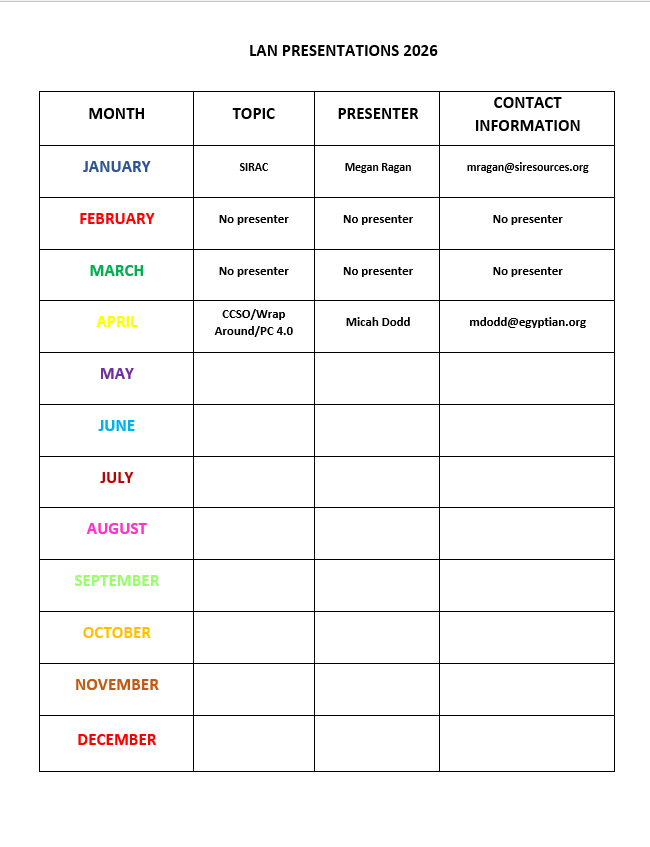 LAN PRESENTATIONS 2026
MONTH TOPIC PRESENTER CONTACT INFORMATION
JANUARY SIRAC Megan Ragan mragan@siresources.org
FEBRUARY No presenter No presenter No presenter
MARCH No presenter No presenter No presenter
APRIL CCSO/Wrap Around/PC 4.0 Micah Dodd mdodd@egyptian.org
MAY
JUNE
JULY
AUGUST
SEPTEMBER
OCTOBER
NOVEMBER
DECEMBER